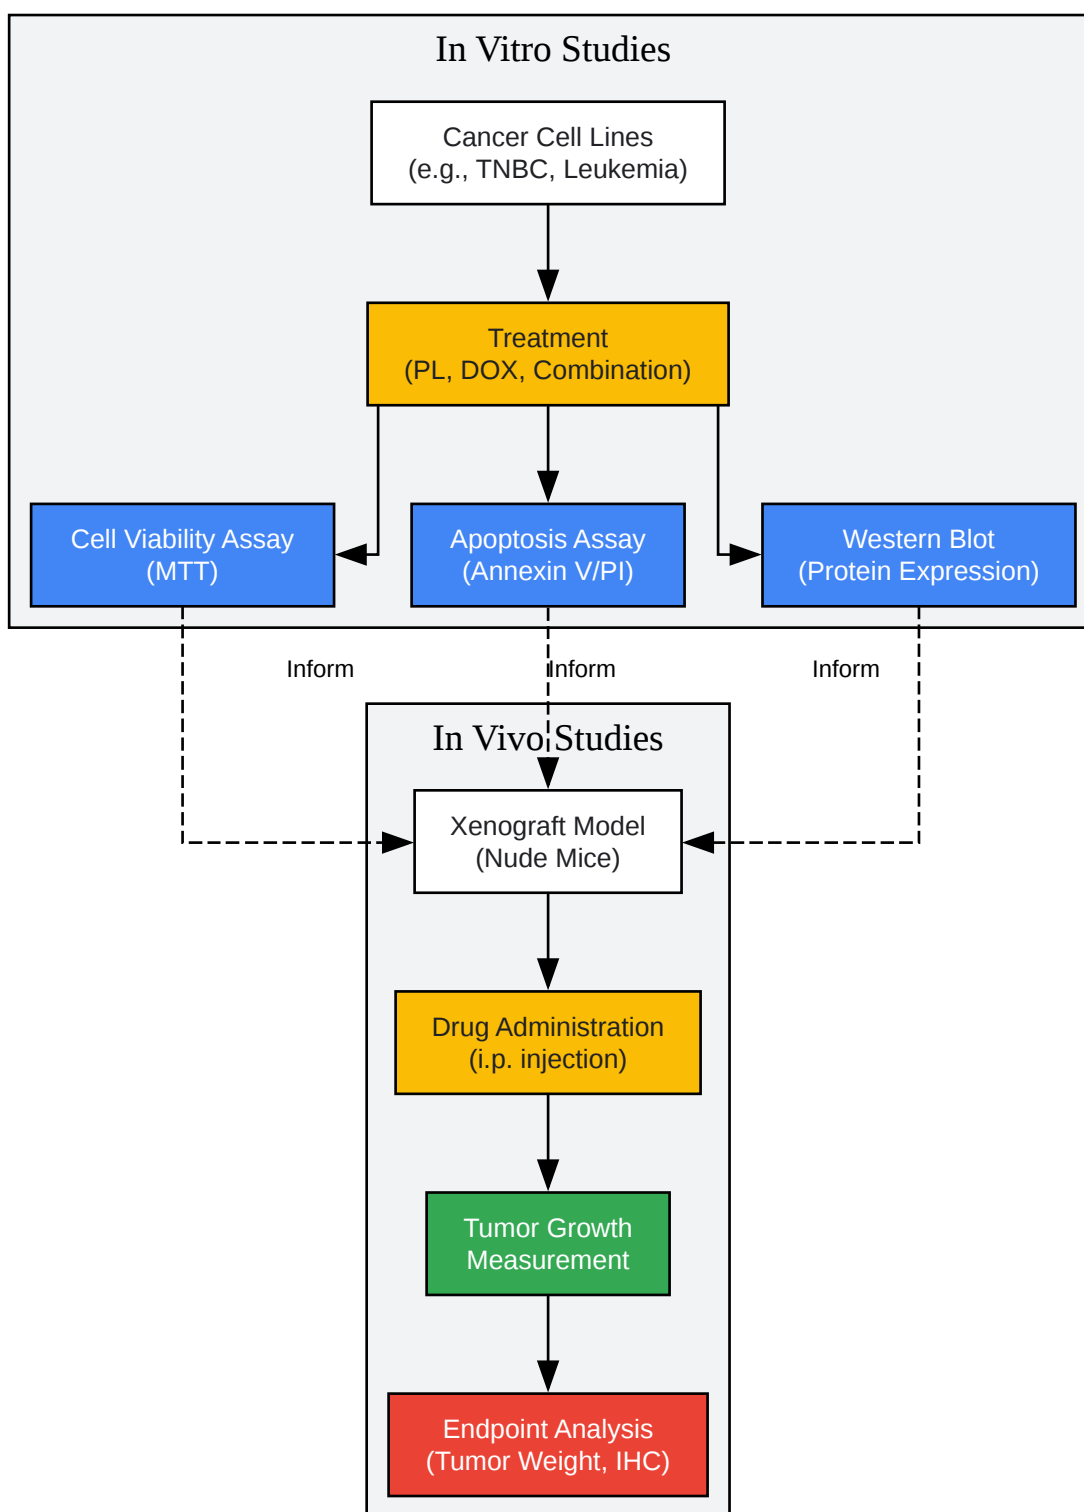 In Vitro Studies
Cancer Cell Lines
(e.g., TNBC, Leukemia)
Treatment
(PL, DOX, Combination)
Cell Viability Assay
(MTT)
Apoptosis Assay
(Annexin V/PI)
Western Blot
(Protein Expression)
Inform
Inform
Inform
In Vivo Studies
Xenograft Model
(Nude Mice)
Drug Administration
(i.p. injection)
Tumor Growth
Measurement
Endpoint Analysis
(Tumor Weight, IHC)